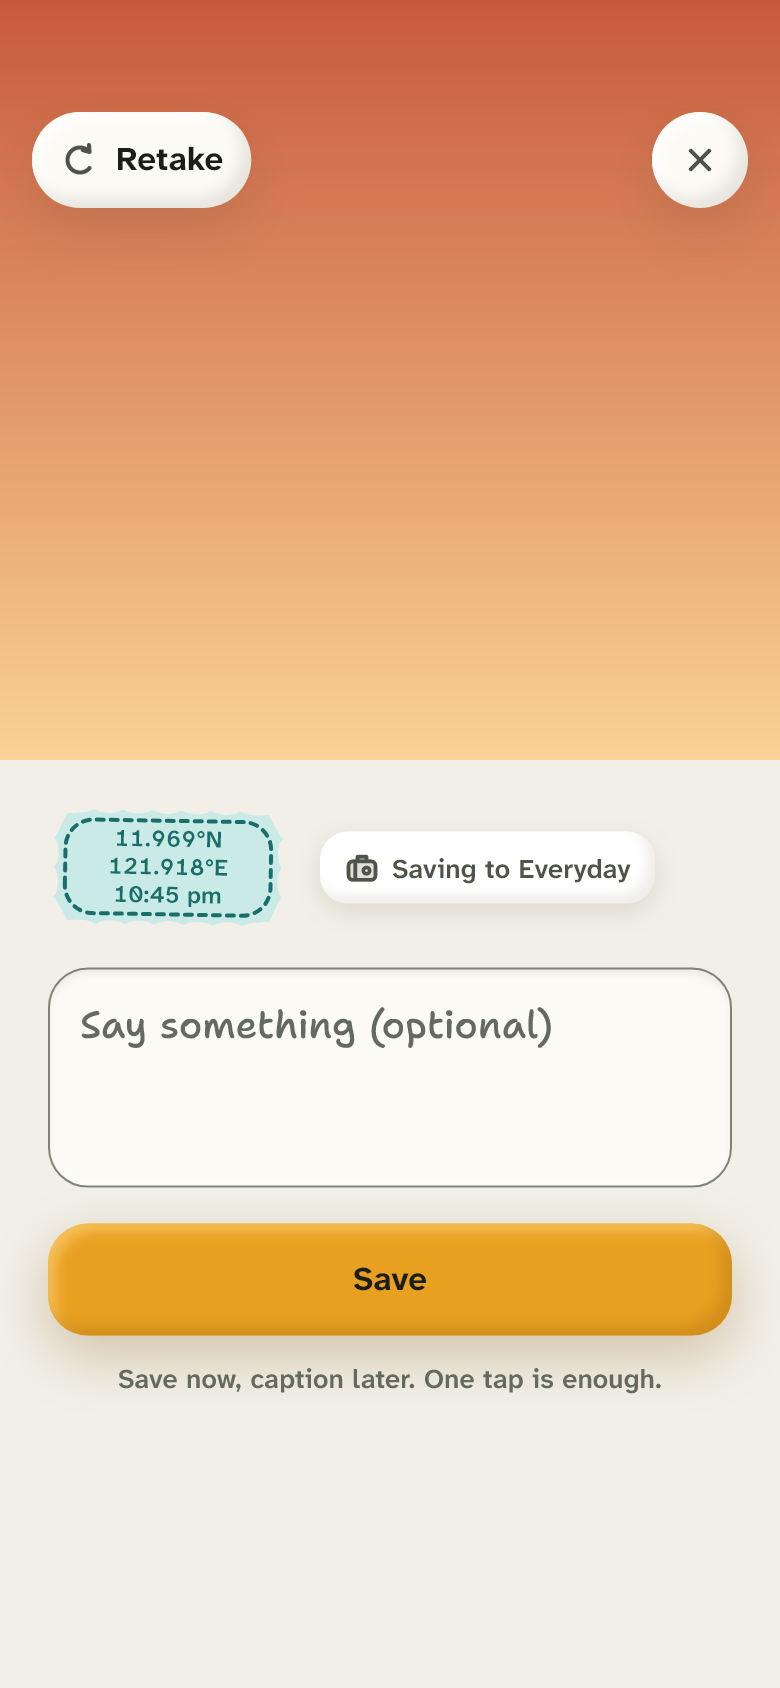 Retake
11.969°N
121.918°E
10:45 pm
Saving to Everyday
Say something (optional)
Save
Save now, caption later. One tap is enough.